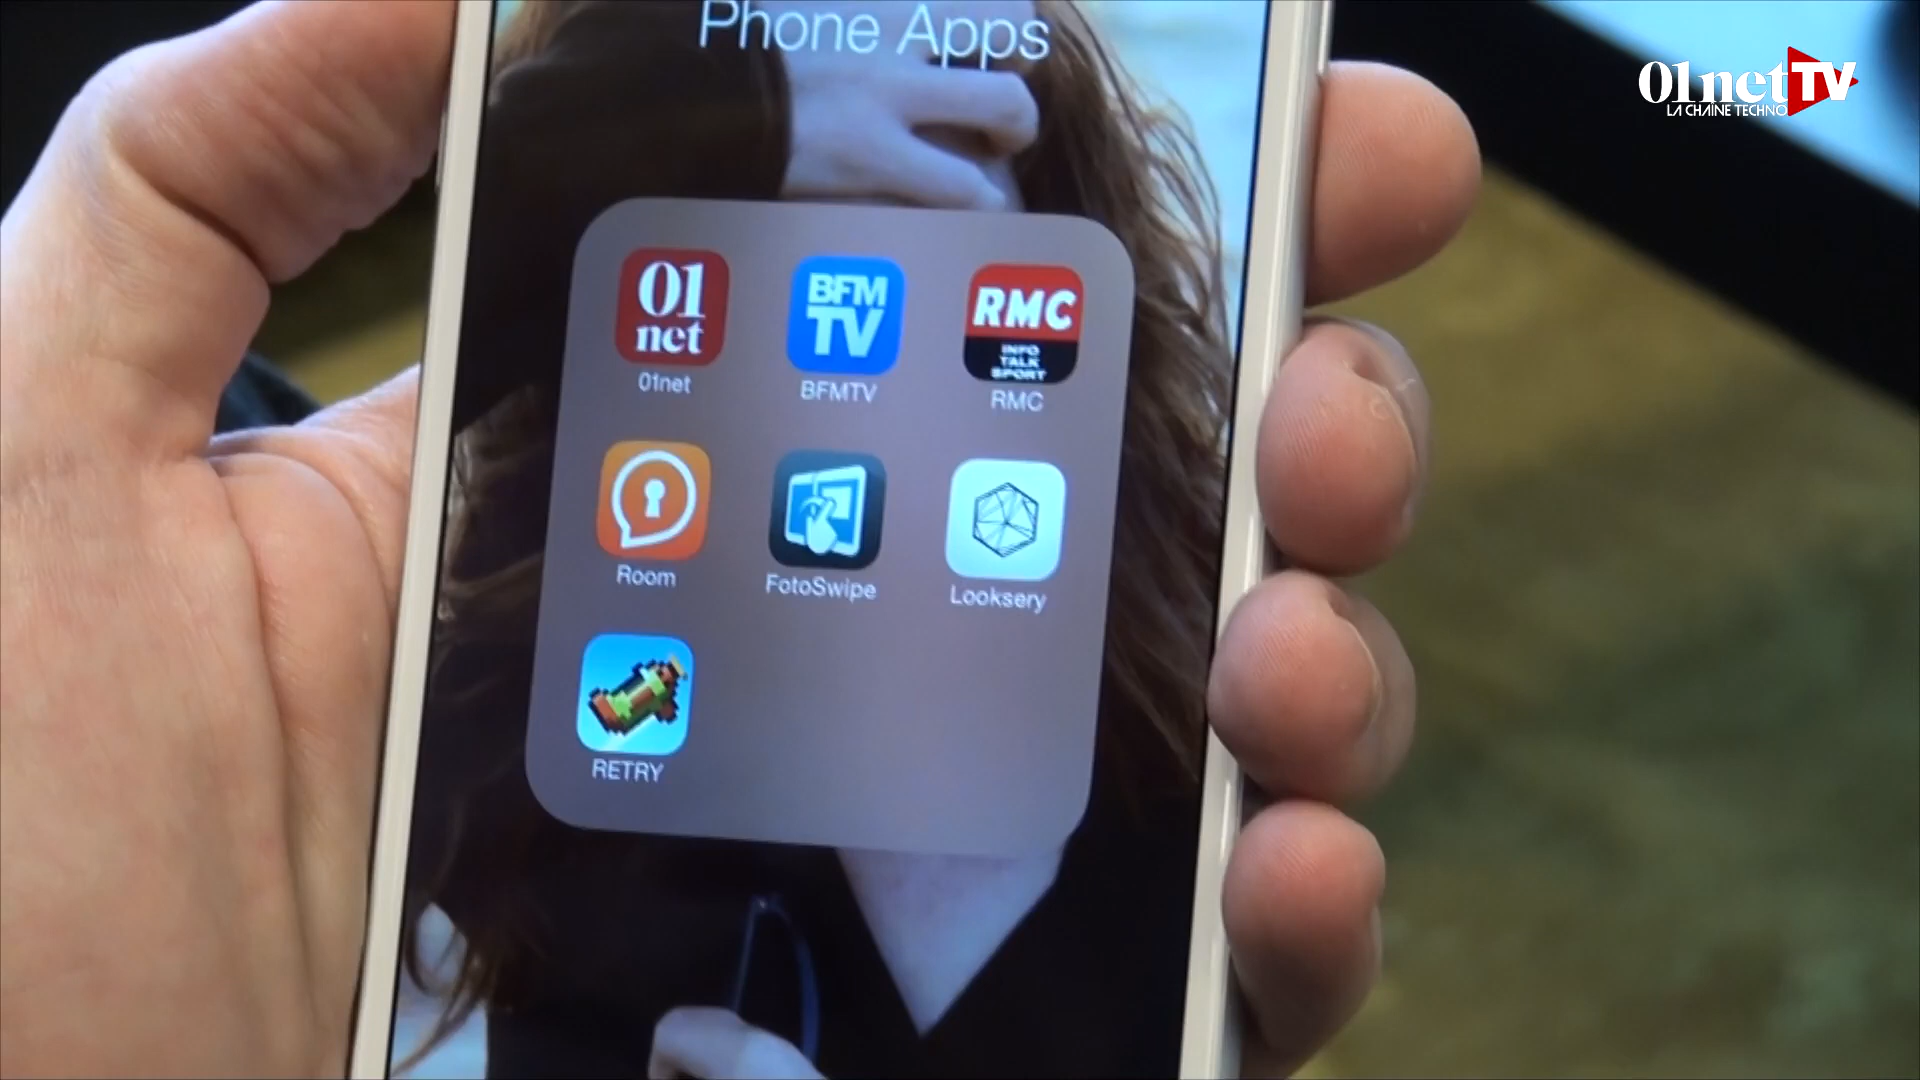 Phone Apps
01netTV
LA CHAÎNE TECHNO
01
net
01net
BFM
TV
BFMTV
RMC
INFO
TALK
SPORT
RMC
Room
FotoSwipe
Looksery
RETRY